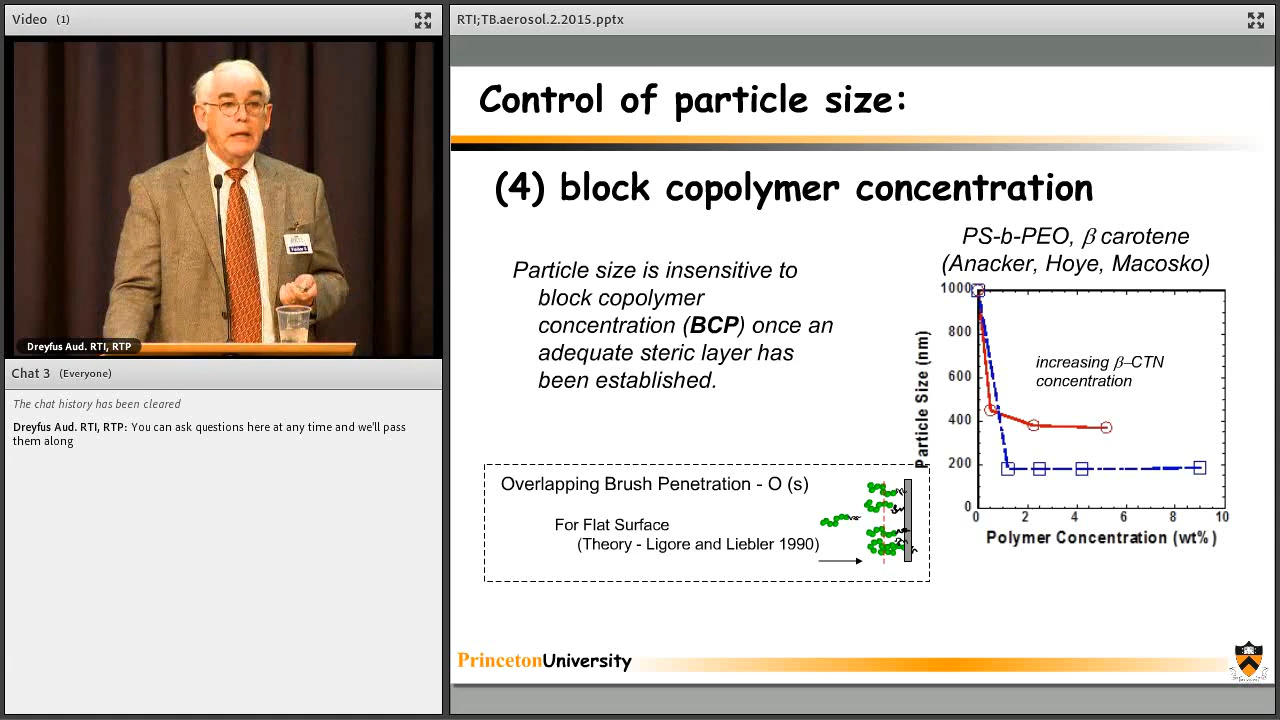 Video (1)
Dreyfus Aud. RTI, RTP
Chat 3 (Everyone)
The chat history has been cleared
Dreyfus Aud. RTI, RTP: You can ask questions here at any time and we'll pass
them along
RTI;TB.aerosol.2.2015.pptx
Control of particle size:
(4) block copolymer concentration
Particle size is insensitive to
block copolymer
concentration (BCP) once an
adequate steric layer has
been established.
PS-b-PEO, β carotene
(Anacker, Hoye, Macosko)
1000
800
600
400
200
0
Particle Size (nm)
increasing β–CTN
concentration
0 2 4 6 8 10
Polymer Concentration (wt%)
Overlapping Brush Penetration - O (s)
For Flat Surface
(Theory - Ligore and Liebler 1990)
PrincetonUniversity